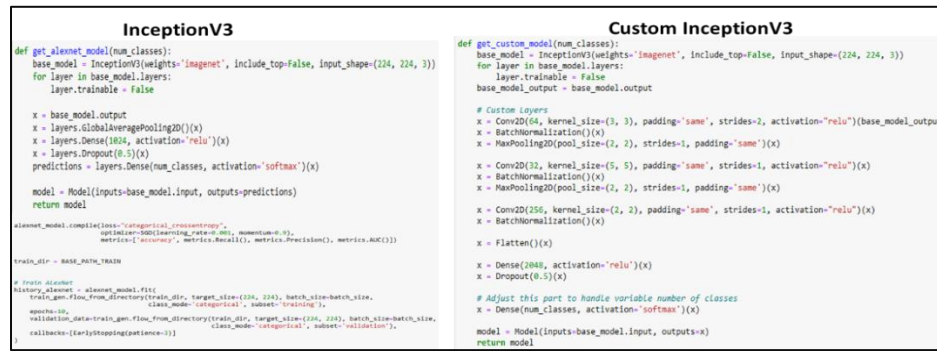 InceptionV3
def get_alexnet_model(num_classes):
    base_model = InceptionV3(weights='imagenet', include_top=False, input_shape=(224, 224, 3))
    for layer in base_model.layers:
        layer.trainable = False
    x = base_model.output
    x = layers.GlobalAveragePooling2D()(x)
    x = layers.Dense(1024, activation='relu')(x)
    x = layers.Dropout(0.5)(x)
    predictions = layers.Dense(num_classes, activation='softmax')(x)
    model = Model(inputs=base_model.input, outputs=predictions)
    return model
alexnet_model.compile(loss="categorical_crossentropy",
                      optimizer=SGD(learning_rate=0.001, momentum=0.9),
                      metrics=['accuracy', metrics.Recall(), metrics.Precision(), metrics.AUC()])
train_dir = BASE_PATH_TRAIN
# Train AlexNet
history_alexnet = alexnet_model.fit(
    train_gen.flow_from_directory(train_dir, target_size=(224, 224), batch_size=batch_size,
                                  class_mode='categorical', subset='training'),
    epochs=50,
    validation_data=train_gen.flow_from_directory(train_dir, target_size=(224, 224), batch_size=batch_size,
                                                  class_mode='categorical', subset='validation'),
    callbacks=[EarlyStopping(patience=3)]
)
Custom InceptionV3
def get_custom_model(num_classes):
    base_model = InceptionV3(weights='imagenet', include_top=False, input_shape=(224, 224, 3))
    for layer in base_model.layers:
        layer.trainable = False
    base_model_output = base_model.output
    # Custom Layers
    x = Conv2D(64, kernel_size=(3, 3), padding='same', strides=2, activation="relu")(base_model_outpu
    x = BatchNormalization()(x)
    x = MaxPooling2D(pool_size=(2, 2), strides=1, padding='same')(x)
    x = Conv2D(32, kernel_size=(5, 5), padding='same', strides=1, activation="relu")(x)
    x = BatchNormalization()(x)
    x = MaxPooling2D(pool_size=(2, 2), strides=1, padding='same')(x)
    x = Conv2D(256, kernel_size=(2, 2), padding='same', strides=1, activation="relu")(x)
    x = BatchNormalization()(x)
    x = Flatten()(x)
    x = Dense(2048, activation='relu')(x)
    x = Dropout(0.5)(x)
    # Adjust this part to handle variable number of classes
    x = Dense(num_classes, activation='softmax')(x)
    model = Model(inputs=base_model.input, outputs=x)
    return model